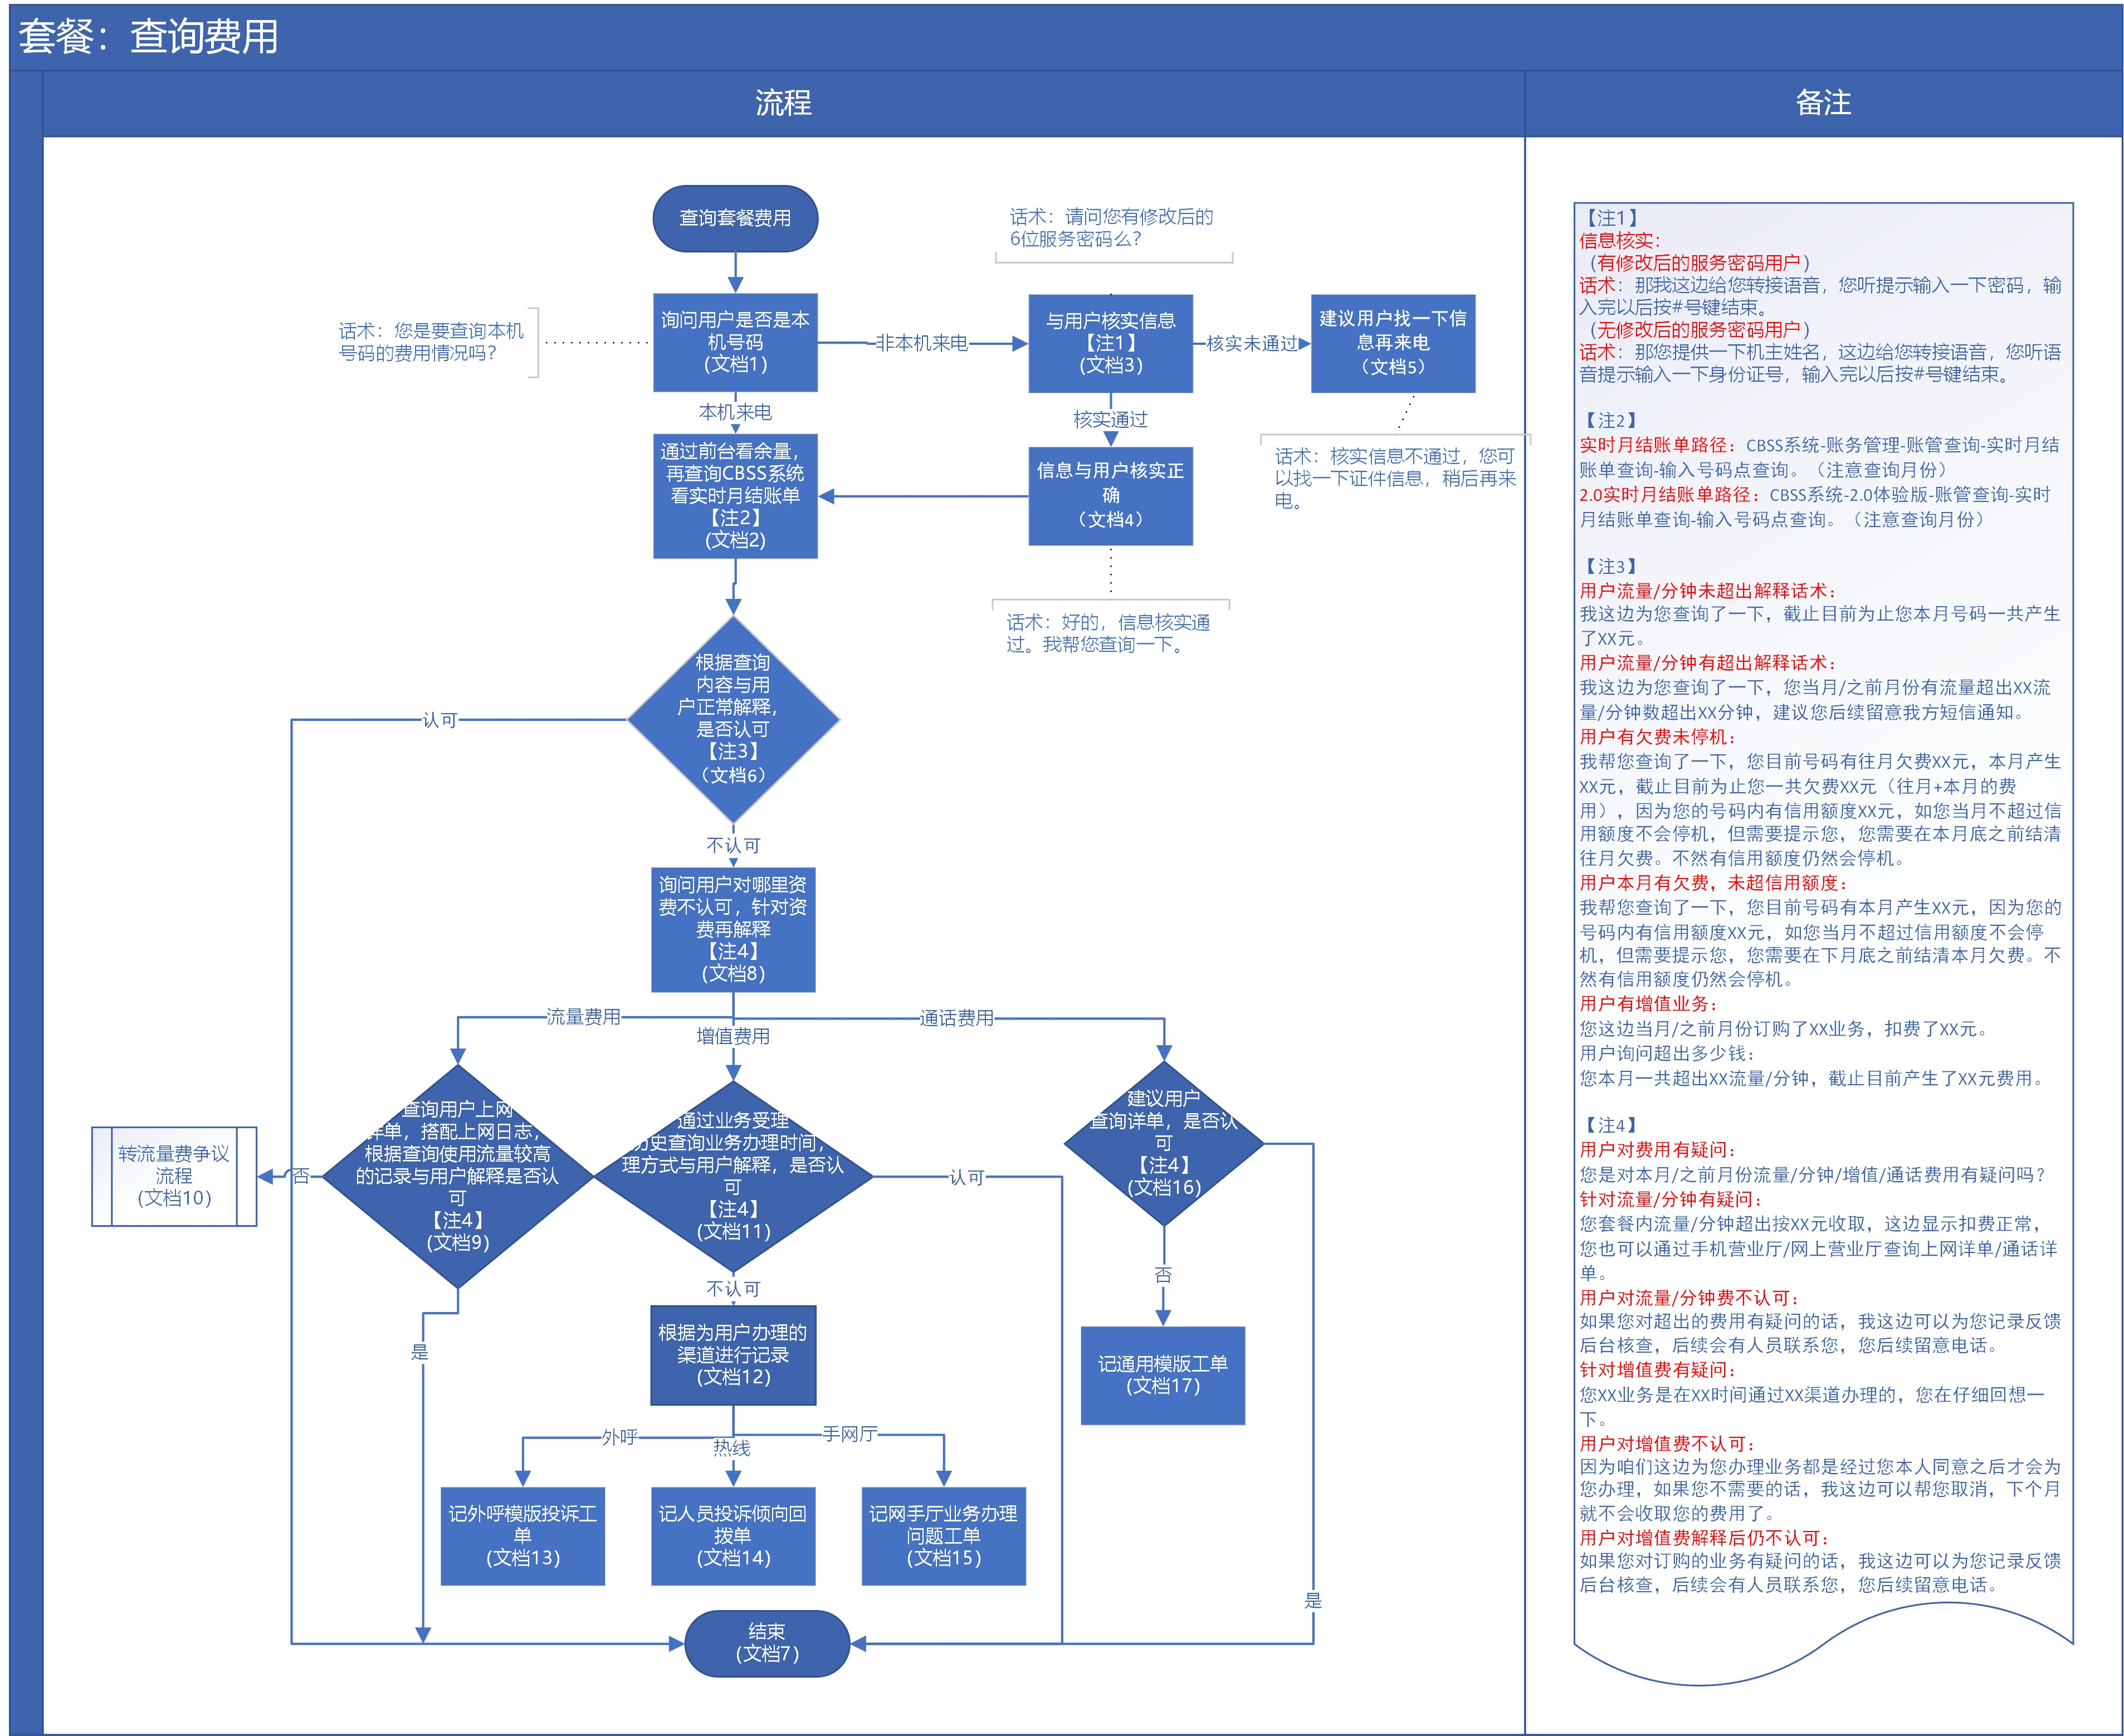 套餐：查询费用
流程
备注
查询套餐费用
话术：请问您有修改后的
6位服务密码么？
话术：您是要查询本机
号码的费用情况吗？
询问用户是否是本
机号码
(文档1)
非本机来电
与用户核实信息
【注1】
(文档3)
核实未通过
建议用户找一下信
息再来电
（文档5）
本机来电
核实通过
通过前台看余量，
再查询CBSS系统
看实时月结账单
【注2】
(文档2)
信息与用户核实正
确
（文档4）
话术：核实信息不通过，您可
以找一下证件信息，稍后再来
电。
话术：好的，信息核实通
过。我帮您查询一下。
根据查询
内容与用
户正常解释，
是否认可
【注3】
（文档6）
认可
不认可
询问用户对哪里资
费不认可，针对资
费再解释
【注4】
(文档8)
流量费用
增值费用
通话费用
转流量费争议
流程
(文档10)
否
查询用户上网
详单，搭配上网日志，
根据查询使用流量较高
的记录与用户解释是否认
可
【注4】
(文档9)
通过业务受理
历史查询业务办理时间，
理方式与用户解释，是否认
可
【注4】
(文档11)
认可
建议用户
查询详单，是否认
可
【注4】
(文档16)
不认可
否
是
根据为用户办理的
渠道进行记录
(文档12)
记通用模版工单
(文档17)
外呼
热线
手网厅
记外呼模版投诉工
单
(文档13)
记人员投诉倾向回
拨单
(文档14)
记网手厅业务办理
问题工单
(文档15)
是
结束
(文档7)
【注1】
信息核实：
（有修改后的服务密码用户）
话术：那我这边给您转接语音，您听提示输入一下密码，输
入完以后按#号键结束。
（无修改后的服务密码用户）
话术：那您提供一下机主姓名，这边给您转接语音，您听语
音提示输入一下身份证号，输入完以后按#号键结束。
【注2】
实时月结账单路径：CBSS系统-账务管理-账管查询-实时月结
账单查询-输入号码点查询。（注意查询月份）
2.0实时月结账单路径：CBSS系统-2.0体验版-账管查询-实时
月结账单查询-输入号码点查询。（注意查询月份）
【注3】
用户流量/分钟未超出解释话术：
我这边为您查询了一下，截止目前为止您本月号码一共产生
了XX元。
用户流量/分钟有超出解释话术：
我这边为您查询了一下，您当月/之前月份有流量超出XX流
量/分钟数超出XX分钟，建议您后续留意我方短信通知。
用户有欠费未停机：
我帮您查询了一下，您目前号码有往月欠费XX元，本月产生
XX元，截止目前为止您一共欠费XX元（往月+本月的费
用），因为您的号码内有信用额度XX元，如您当月不超过信
用额度不会停机，但需要提示您，您需要在本月底之前结清
往月欠费。不然有信用额度仍然会停机。
用户本月有欠费，未超信用额度：
我帮您查询了一下，您目前号码有本月产生XX元，因为您的
号码内有信用额度XX元，如您当月不超过信用额度不会停
机，但需要提示您，您需要在下月底之前结清本月欠费。不
然有信用额度仍然会停机。
用户有增值业务：
您这边当月/之前月份订购了XX业务，扣费了XX元。
用户询问超出多少钱：
您本月一共超出XX流量/分钟，截止目前产生了XX元费用。
【注4】
用户对费用有疑问：
您是对本月/之前月份流量/分钟/增值/通话费用有疑问吗？
针对流量/分钟有疑问：
您套餐内流量/分钟超出按XX元收取，这边显示扣费正常，
您也可以通过手机营业厅/网上营业厅查询上网详单/通话详
单。
用户对流量/分钟费不认可：
如果您对超出的费用有疑问的话，我这边可以为您记录反馈
后台核查，后续会有人员联系您，您后续留意电话。
针对增值费有疑问：
您XX业务是在XX时间通过XX渠道办理的，您在仔细回想一
下。
用户对增值费不认可：
因为咱们这边为您办理业务都是经过您本人同意之后才会为
您办理，如果您不需要的话，我这边可以帮您取消，下个月
就不会收取您的费用了。
用户对增值费解释后仍不认可：
如果您对订购的业务有疑问的话，我这边可以为您记录反馈
后台核查，后续会有人员联系您，您后续留意电话。